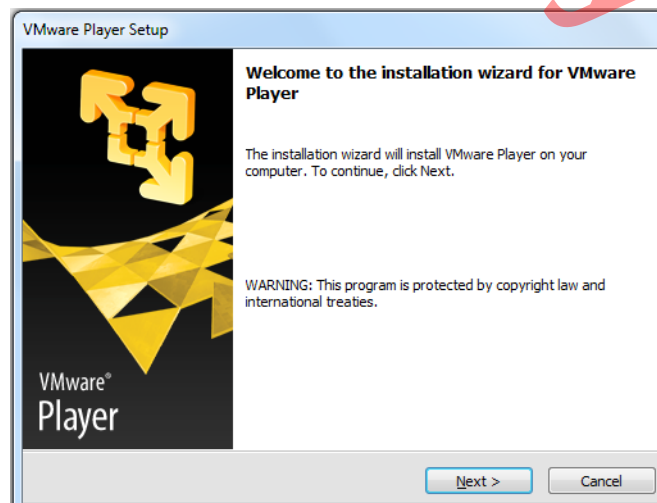 VMware Player Setup
Welcome to the installation wizard for VMware
Player
The installation wizard will install VMware Player on your
computer. To continue, click Next.
WARNING: This program is protected by copyright law and
international treaties.
VMware®
Player
Next >
Cancel